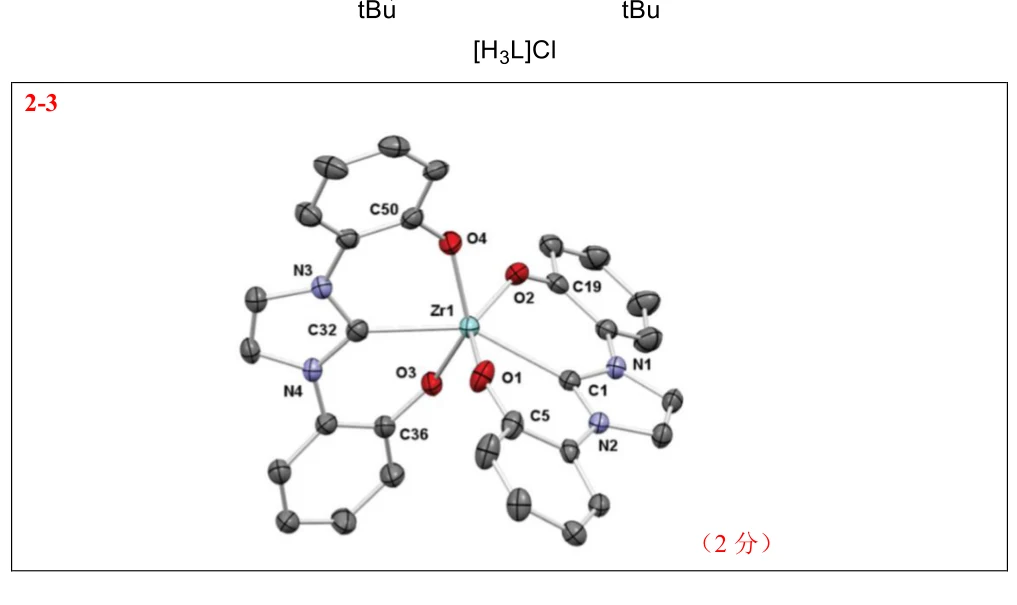 tBu tBu
[H3L]Cl
2-3
C50
O4
N3
O2 C19
Zr1
C32
N1
O3 O1
C1
N4
C5
C36
N2
(2 分)